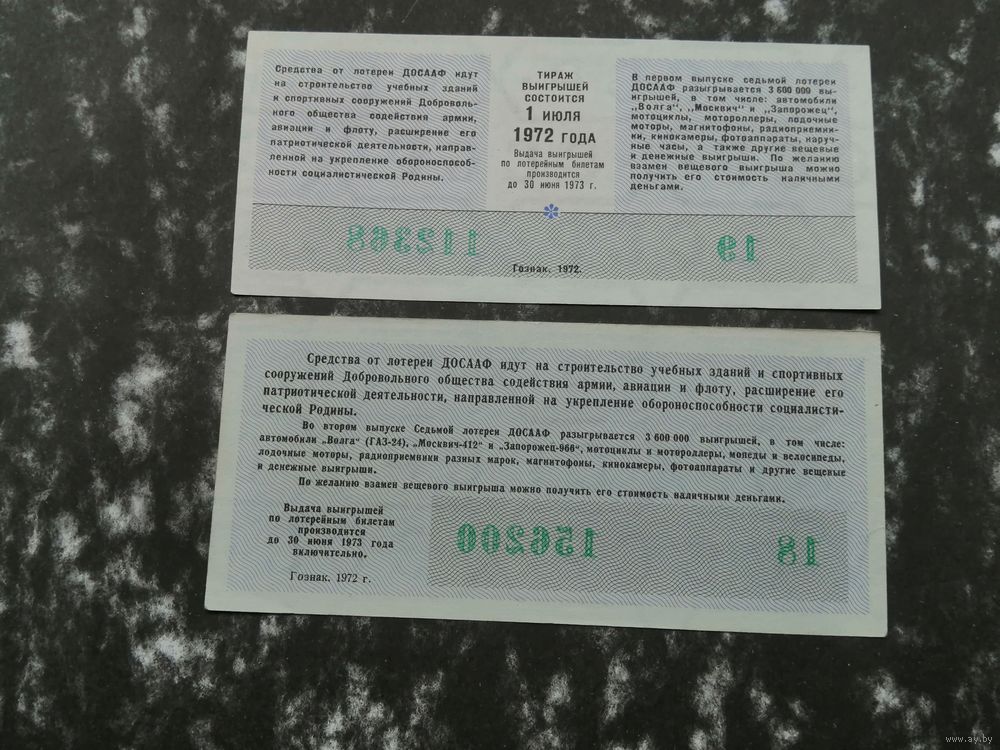 Средства от лотереи ДОСААФ идут
на строительство учебных зданий
и спортивных сооружений Доброволь-
ного общества содействия армии,
авиации и флоту, расширение его
патриотической деятельности, направ-
ленной на укрепление обороноспособ-
ности социалистической Родины.
ТИРАЖ
ВЫИГРЫШЕЙ
СОСТОИТСЯ
1 ИЮЛЯ
1972 ГОДА
Выдача выигрышей
по лотерейным билетам
производится
до 30 июня 1973 г.
В первом выпуске седьмой лотереи
ДОСААФ разыгрывается 3 600 000 вы-
игрышей, в том числе: автомобили
„Волга", „Москвич" и „Запорожец",
мотоциклы, мотороллеры, лодочные
моторы, магнитофоны, радиоприемни-
ки, кинокамеры, фотоаппараты, наруч-
ные часы, а также другие вещевые
и денежные выигрыши. По желанию
взамен вещевого выигрыша можно
получить его стоимость наличными
деньгами.
112368
19
Гознак. 1972.
Средства от лотереи ДОСААФ идут на строительство учебных зданий и спортивных
сооружений Добровольного общества содействия армии, авиации и флоту, расширение его
патриотической деятельности, направленной на укрепление обороноспособности социалисти-
ческой Родины.
Во втором выпуске Седьмой лотереи ДОСААФ разыгрывается 3 600 000 выигрышей, в том числе:
автомобили „Волга" (ГАЗ-24), „Москвич-412" и „Запорожец-966", мотоциклы и мотороллеры, мопеды и велосипеды,
лодочные моторы, радиоприемники разных марок, магнитофоны, кинокамеры, фотоаппараты и другие вещевые
и денежные выигрыши.
По желанию взамен вещевого выигрыша можно получить его стоимость наличными деньгами.
Выдача выигрышей
по лотерейным билетам
производится
до 30 июня 1973 года
включительно.
Гознак. 1972 г.
156200
18
www.ay.by